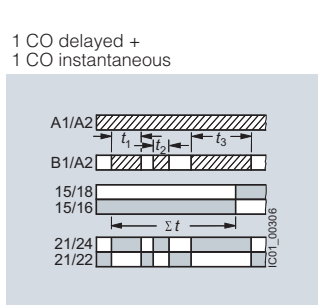 1 CO delayed +
1 CO instantaneous
A1/A2
t1
t2
t3
B1/A2
15/18
15/16
Σt
21/24
21/22
IC01_00306